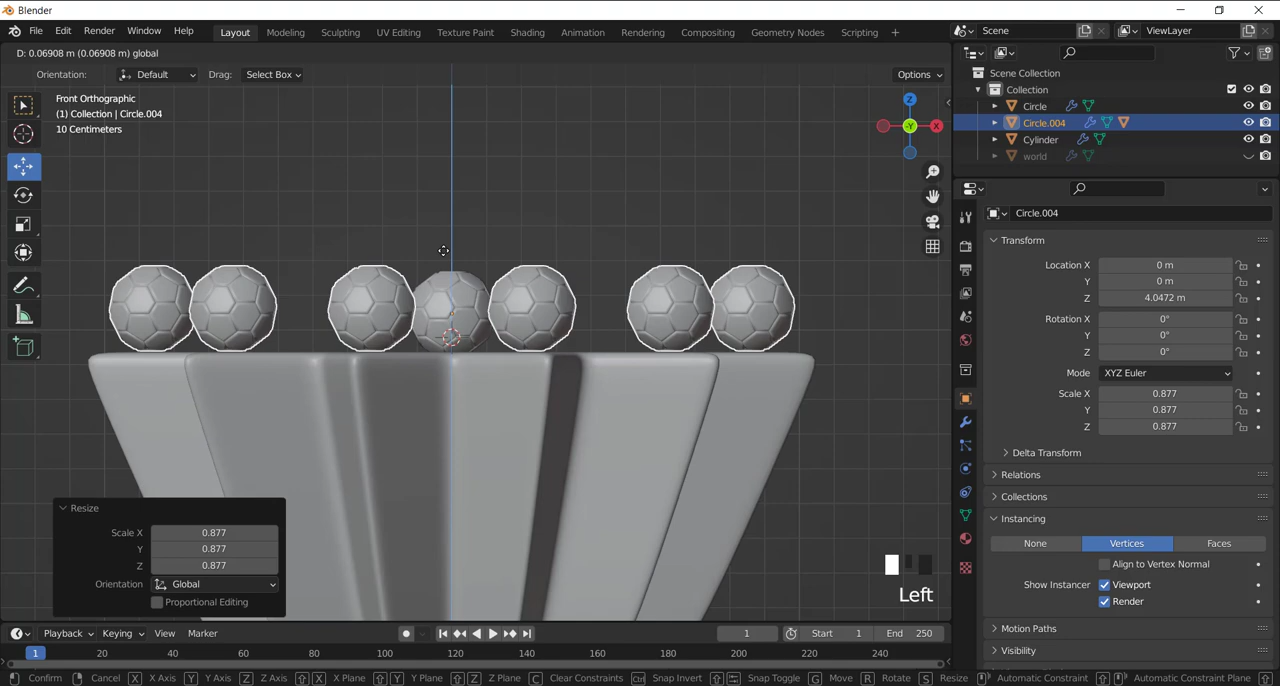 Blender
File Edit Render Window Help Layout Modeling Sculpting UV Editing Texture Paint Shading Animation Rendering Compositing Geometry Nodes Scripting + Scene ViewLayer
D: 0.06908 m (0.06908 m) global
Orientation: Default Drag: Select Box Options
Front Orthographic
(1) Collection | Circle.004
10 Centimeters
Z
X
Y
Scene Collection
Collection
Circle
Circle.004
Cylinder
world
Circle.004
Transform
Location X 0 m
Y 0 m
Z 4.0472 m
Rotation X 0°
Y 0°
Z 0°
Mode XYZ Euler
Scale X 0.877
Y 0.877
Z 0.877
Delta Transform
Relations
Collections
Instancing
None Vertices Faces
Align to Vertex Normal
Show Instancer Viewport
Render
Motion Paths
Visibility
Resize
Scale X 0.877
Y 0.877
Z 0.877
Orientation Global
Proportional Editing
Left
Playback Keying View Marker 1 Start 1 End 250
1 20 40 60 80 100 120 140 160 180 200 220 240
Confirm Cancel X X Axis Y Y Axis Z Z Axis X X Plane Y Y Plane Z Z Plane C Clear Constraints Ctrl Snap Invert Snap Toggle G Move R Rotate S Resize Automatic Constraint Automatic Constraint Plane